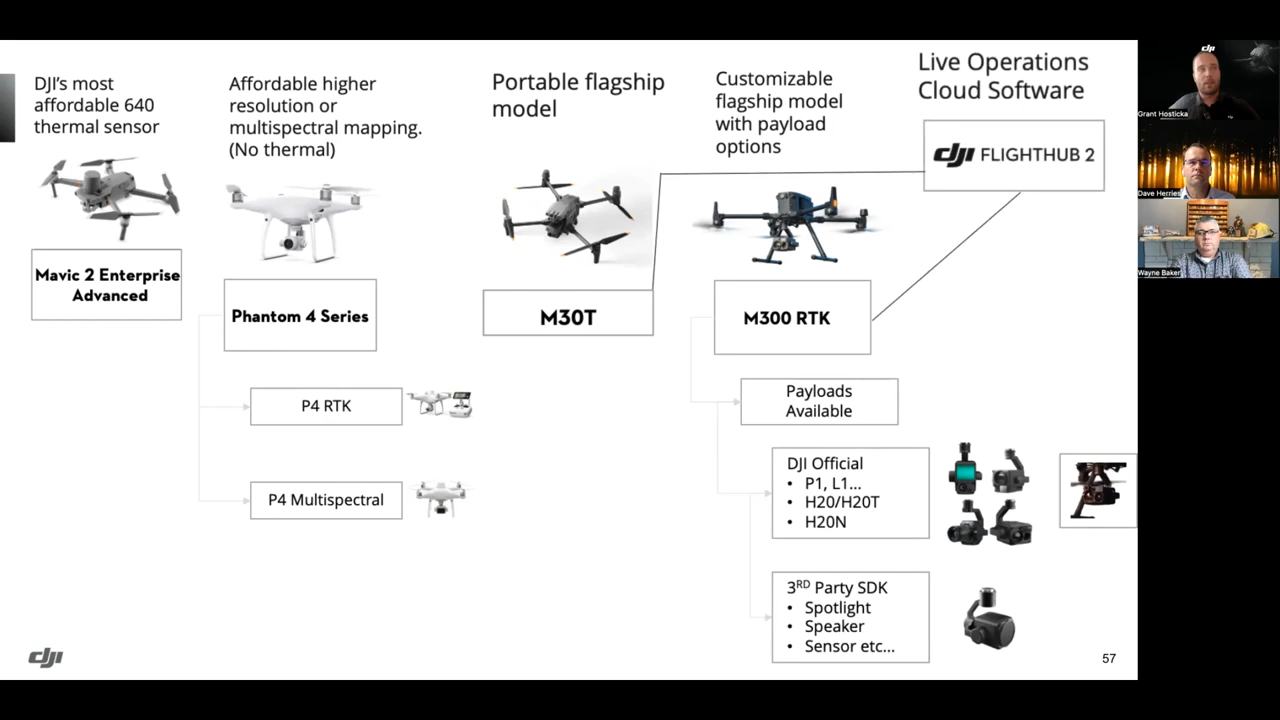 DJI's most
affordable 640
thermal sensor
Mavic 2 Enterprise
Advanced
Affordable higher
resolution or
multispectral mapping.
(No thermal)
Phantom 4 Series
P4 RTK
P4 Multispectral
Portable flagship
model
M30T
Customizable
flagship model
with payload
options
M300 RTK
Payloads
Available
DJI Official
• P1, L1...
• H20/H20T
• H20N
3RD Party SDK
• Spotlight
• Speaker
• Sensor etc...
Live Operations
Cloud Software
dji FLIGHTHUB 2
dji
57
dji
Grant Hosticka
Dave Herries
Wayne Baker